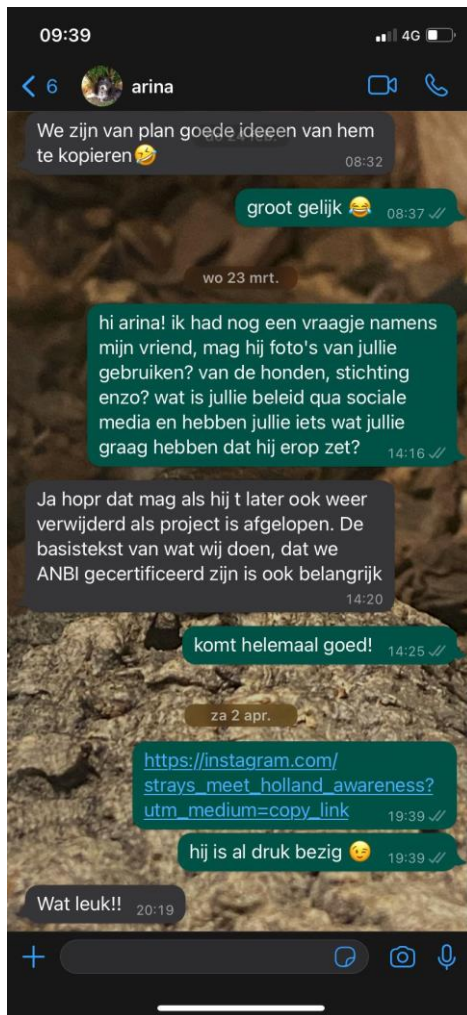 09:39
4G
6
arina
We zijn van plan goede ideeen van hem
te kopieren🤣
08:32
groot gelijk 😂 08:37
wo 23 mrt.
hi arina! ik had nog een vraagje namens
mijn vriend, mag hij foto's van jullie
gebruiken? van de honden, stichting
enzo? wat is jullie beleid qua sociale
media en hebben jullie iets wat jullie
graag hebben dat hij erop zet? 14:16
Ja hopr dat mag als hij t later ook weer
verwijderd als project is afgelopen. De
basistekst van wat wij doen, dat we
ANBI gecertificeerd zijn is ook belangrijk
14:20
komt helemaal goed! 14:25
za 2 apr.
https://instagram.com/
strays_meet_holland_awareness?
utm_medium=copy_link 19:39
hij is al druk bezig 😉 19:39
Wat leuk!! 20:19